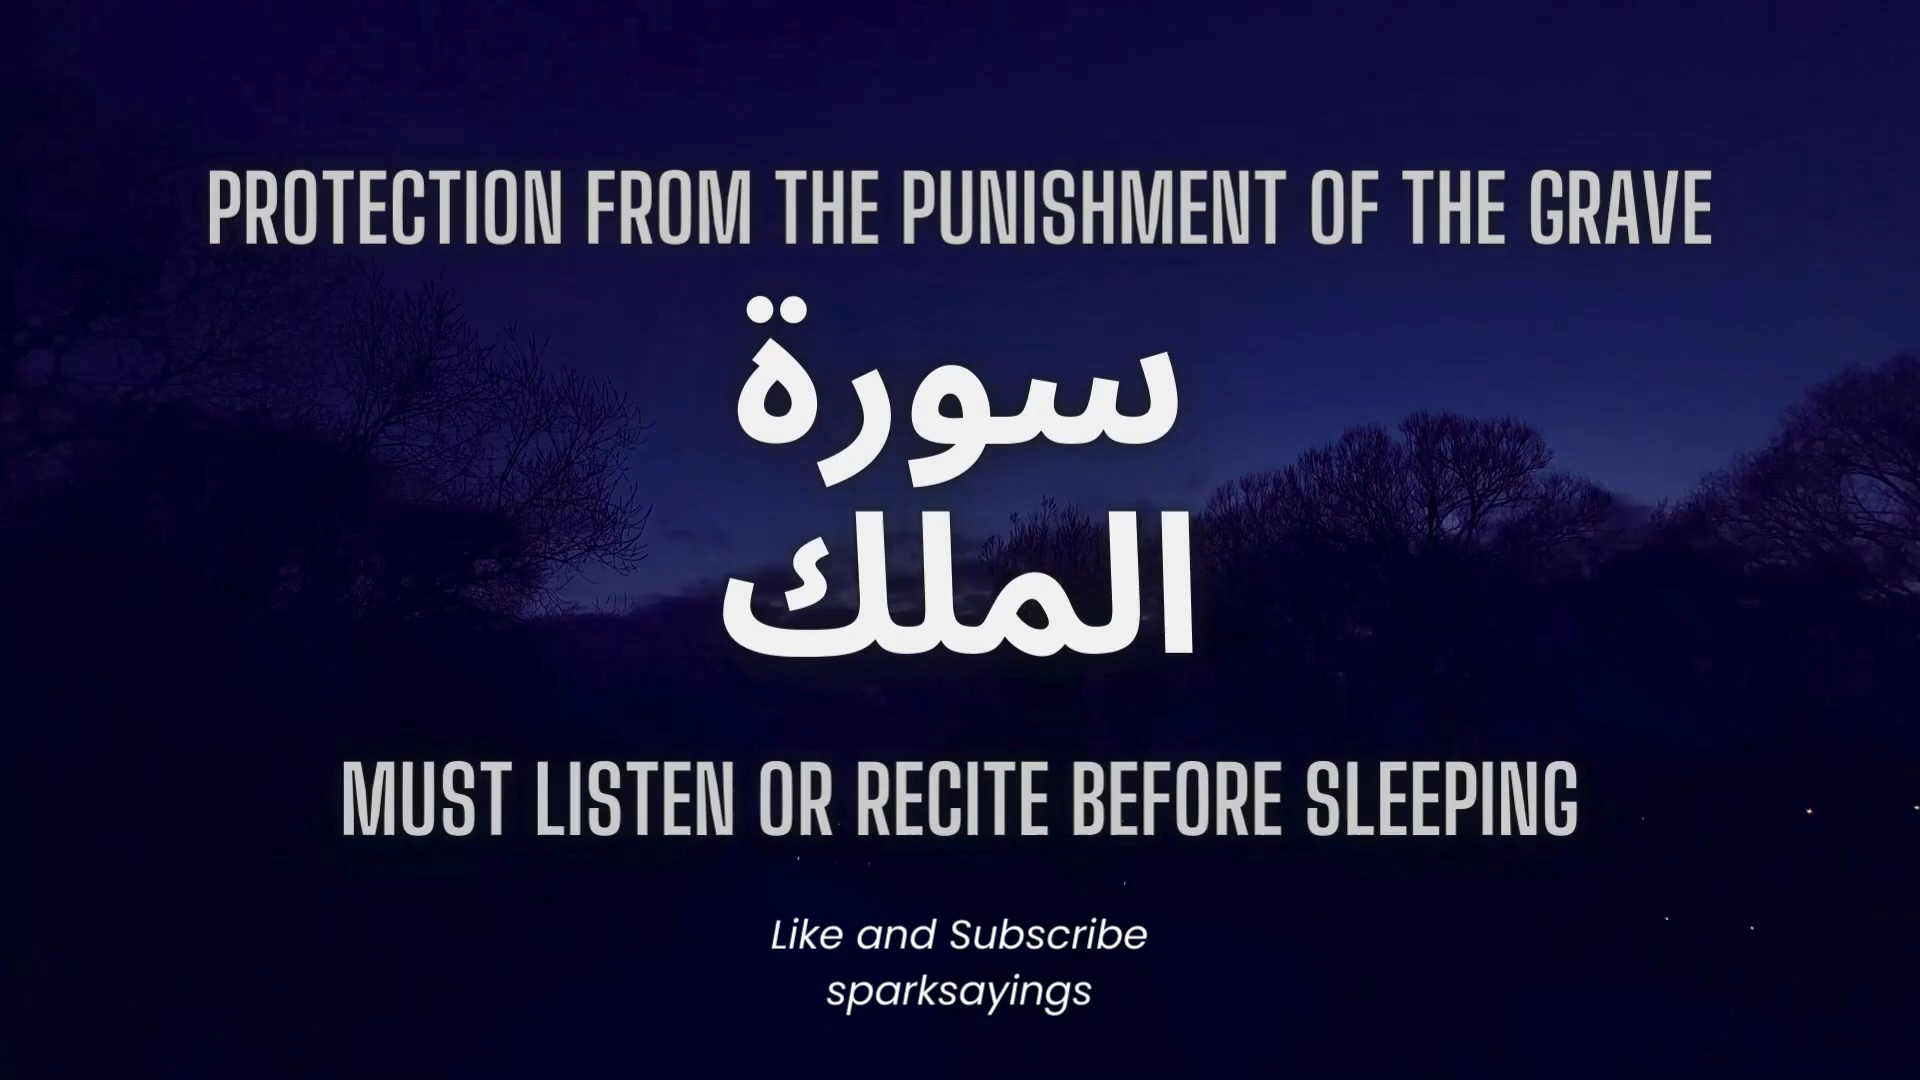 PROTECTION FROM THE PUNISHMENT OF THE GRAVE
سورة
الملك
MUST LISTEN OR RECITE BEFORE SLEEPING
Like and Subscribe
sparksayings